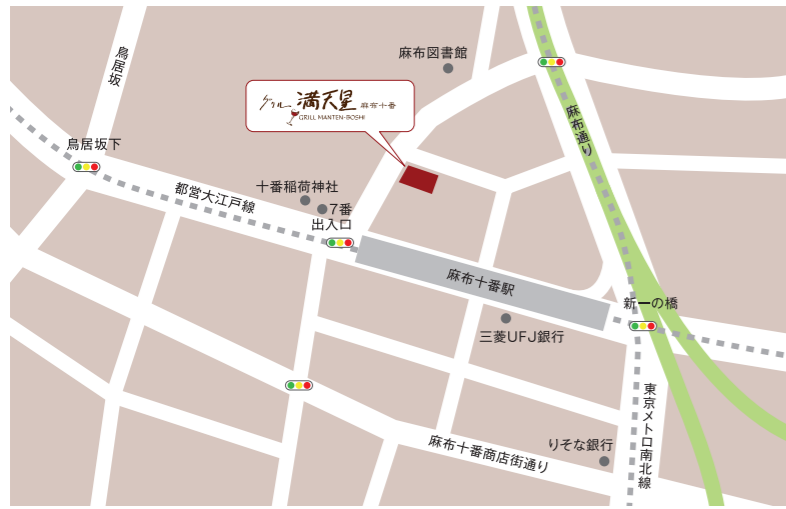 麻布図書館
鳥居坂
グリル 満天星 麻布十番
GRILL MANTEN-BOSHI
麻布通り
鳥居坂下
都営大江戸線
十番稲荷神社
7番
出入口
麻布十番駅
新一の橋
三菱UFJ銀行
東京メトロ南北線
麻布十番商店街通り
りそな銀行